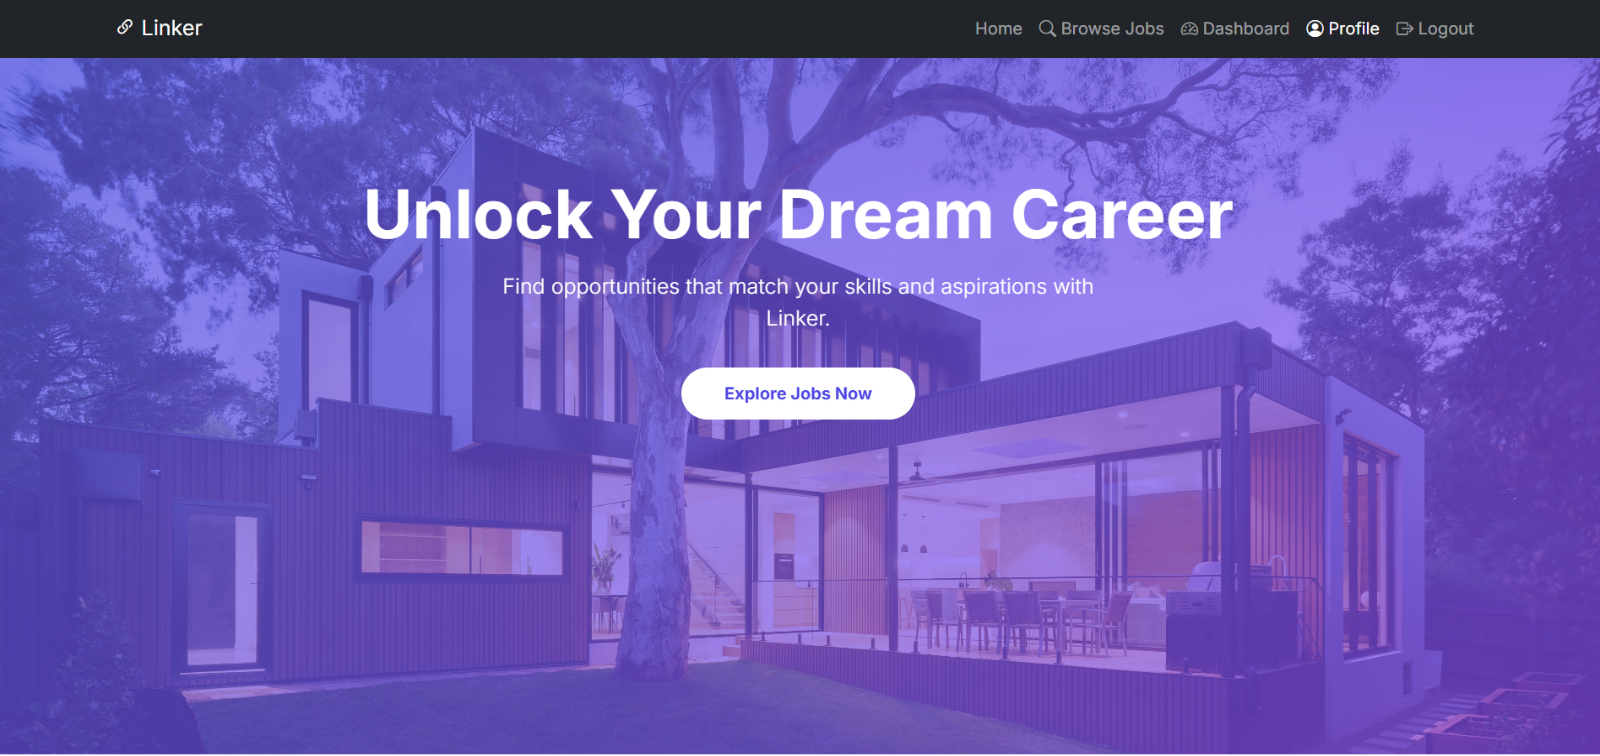 Linker
Home Browse Jobs Dashboard Profile Logout
Unlock Your Dream Career
Find opportunities that match your skills and aspirations with
Linker.
Explore Jobs Now